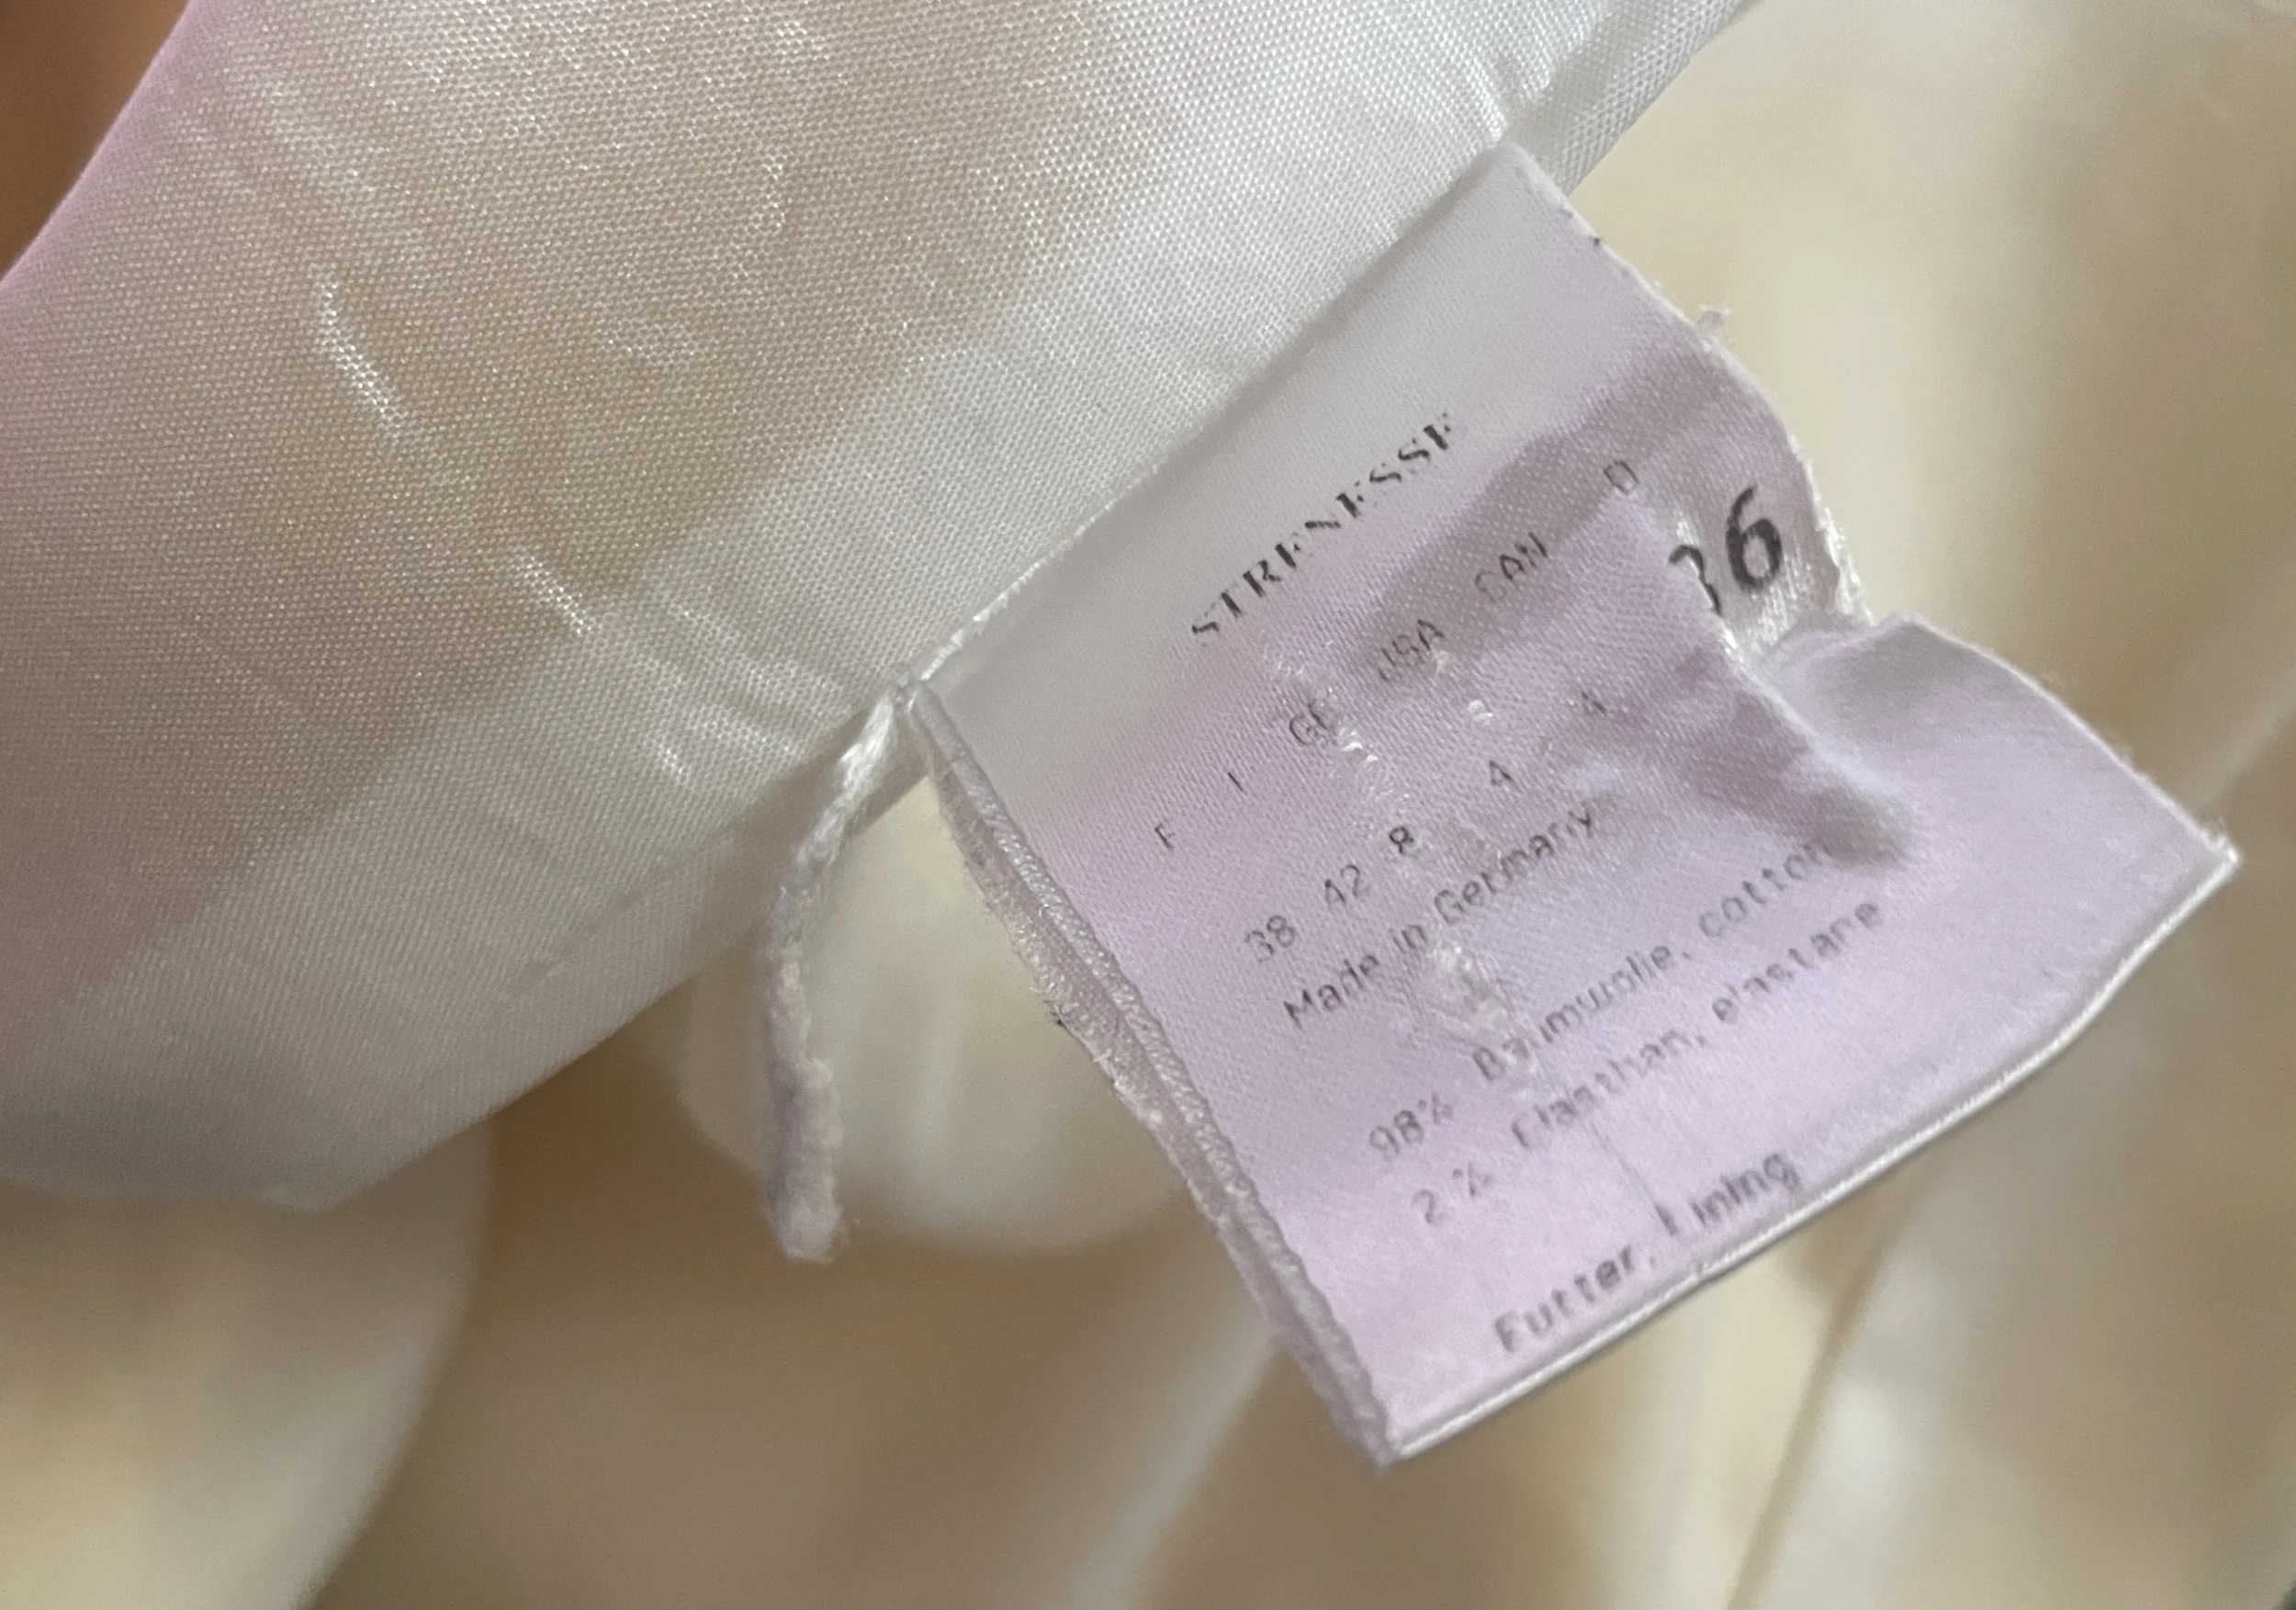 STRENESSE
F I GB USA CAN D
38 42 8 4 4 36
Made in Germany
98% Baumwolle, cotton
2% Elasthan, elastane
Futter, Lining